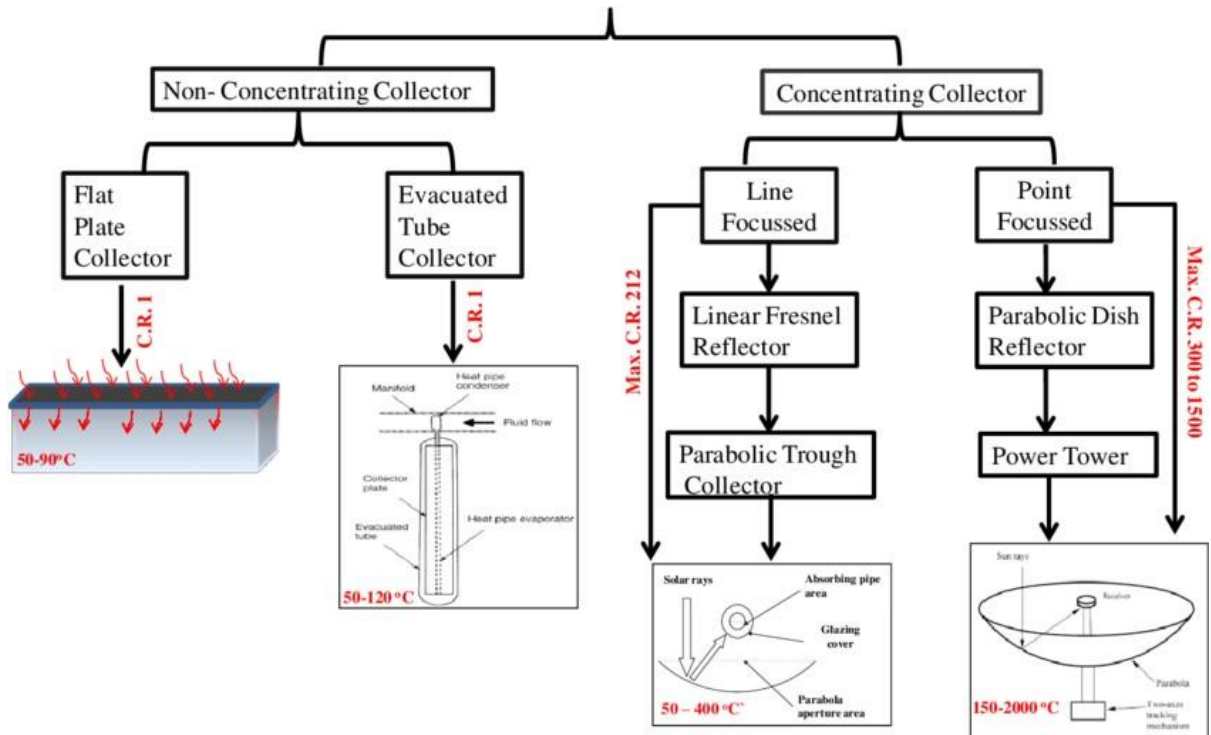 Non- Concentrating Collector
Concentrating Collector
Flat
Plate
Collector
Evacuated
Tube
Collector
Line
Focussed
Point
Focussed
C.R. 1
C.R. 1
Max. C.R. 212
Max. C.R. 300 to 1500
Linear Fresnel
Reflector
Parabolic Dish
Reflector
Parabolic Trough
Collector
Power Tower
50-90°C
Manifold
Heat pipe
condenser
Fluid flow
Collector
plate
Heat pipe evaporator
Evacuated
tube
50-120 °C
Solar rays
Absorbing pipe
area
Glazing
cover
Parabola
aperture area
50 – 400 °C`
Sun rays
Receiver
Parabola
tracking
mechanism
150-2000 °C